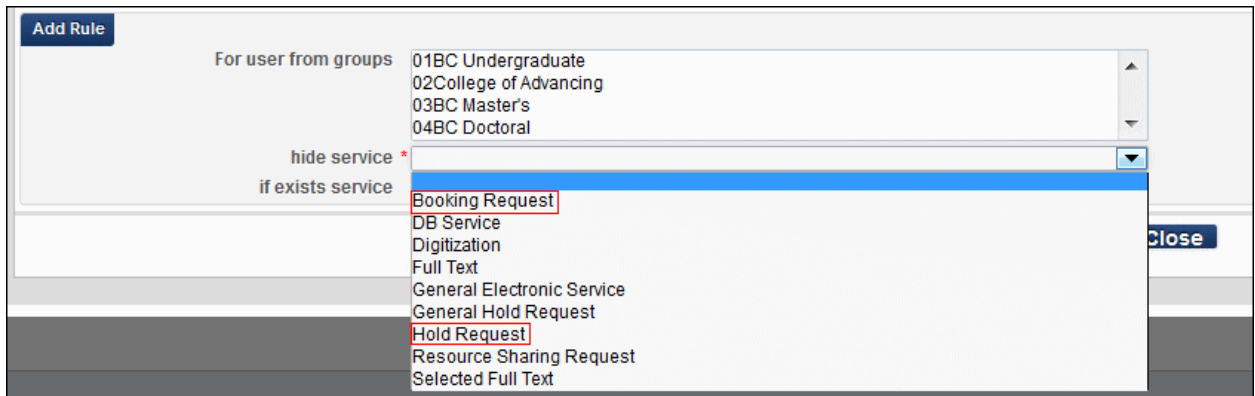 Add Rule
For user from groups
01BC Undergraduate
02College of Advancing
03BC Master's
04BC Doctoral
hide service *
if exists service
Booking Request
DB Service
Digitization
Full Text
General Electronic Service
General Hold Request
Hold Request
Resource Sharing Request
Selected Full Text
Close